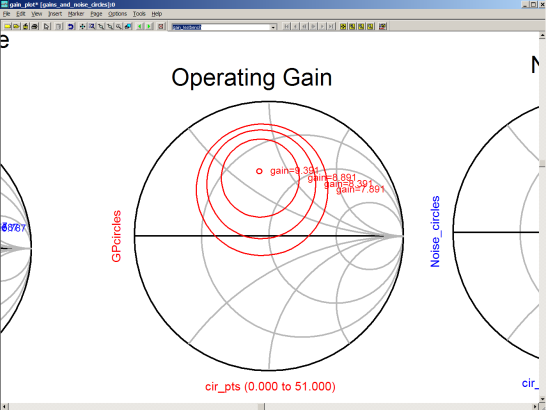 gain_plot* [gains_and_noise_circles]:0
File Edit View Insert Marker Page Options Tools Help
e
Operating Gain
N
gain=9.391
gain=8.891
gain=8.391
gain=7.891
GPcircles
Noise_circles
cir_pts (0.000 to 51.000)
cir_